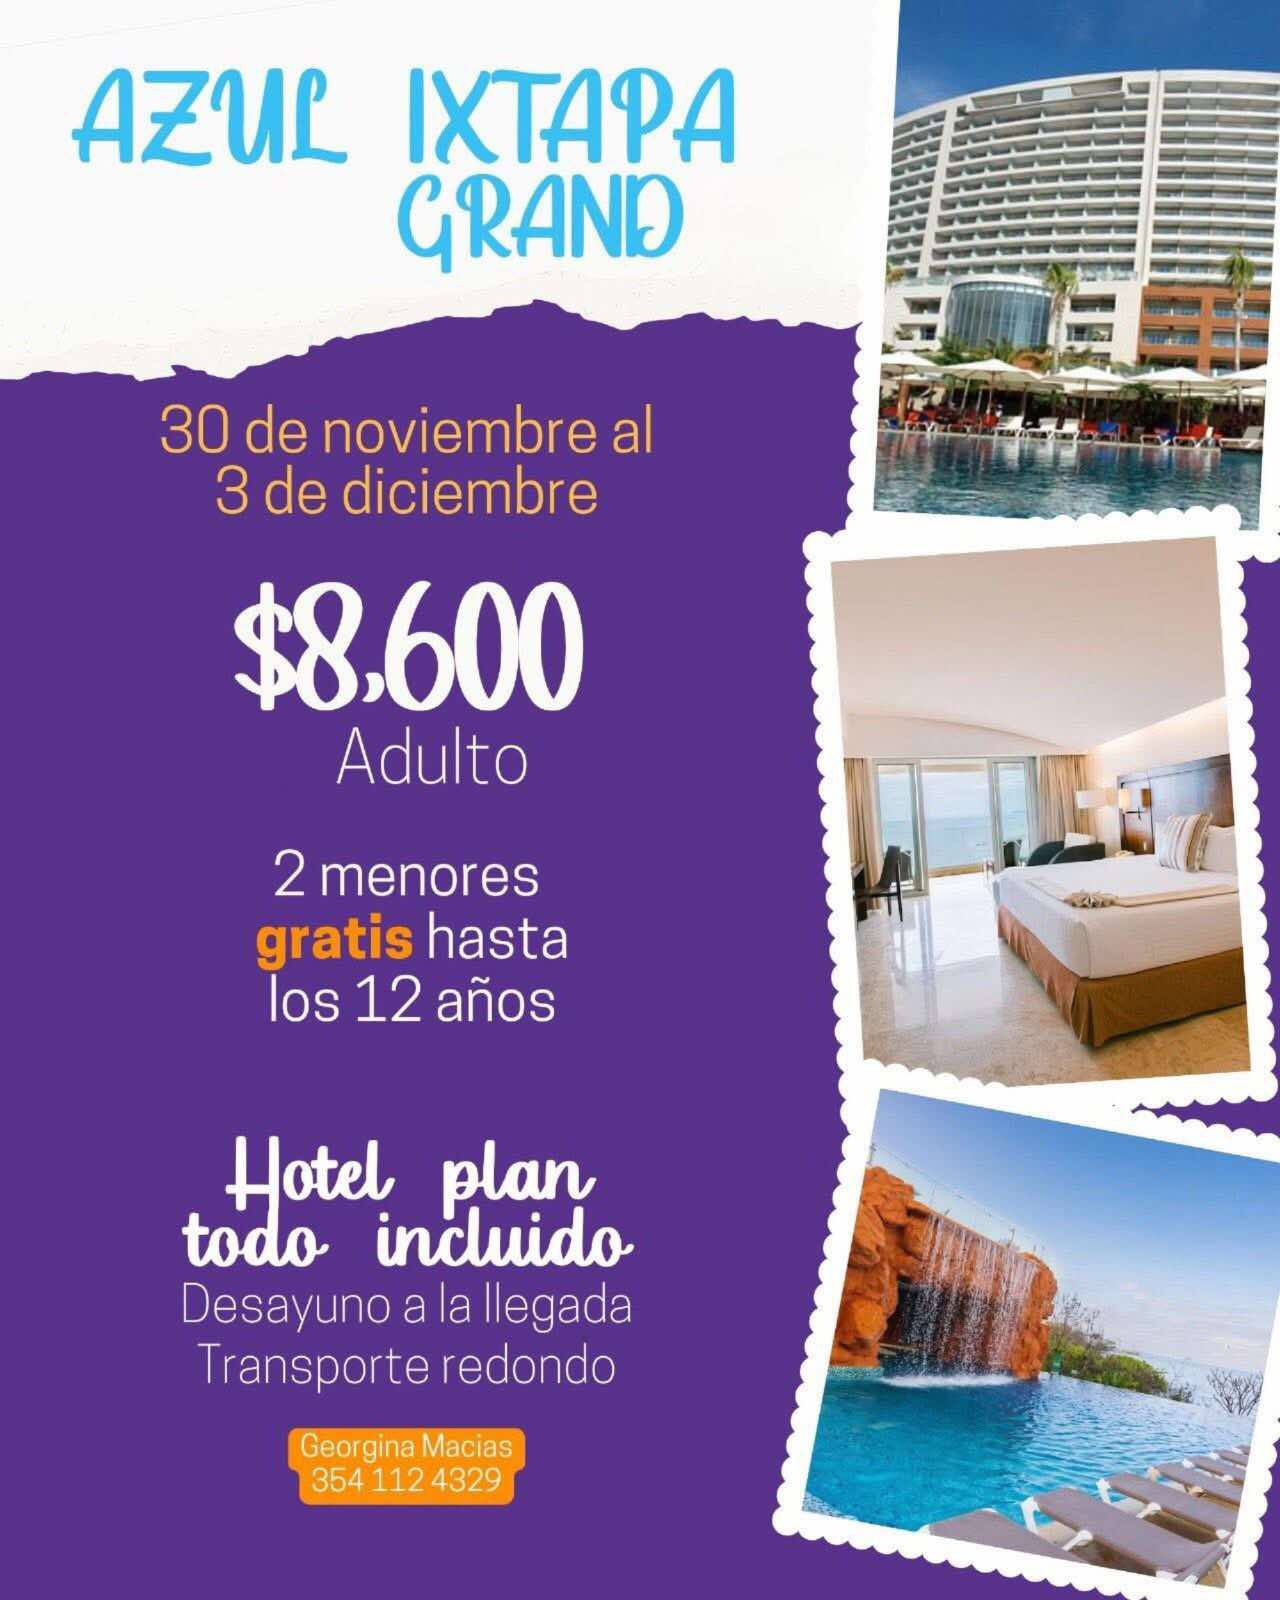 AZUL IXTAPA
GRAND
30 de noviembre al
3 de diciembre
$8,600
Adulto
2 menores
gratis hasta
los 12 años
Hotel plan
todo incluido
Desayuno a la llegada
Transporte redondo
Georgina Macias
354 112 4329